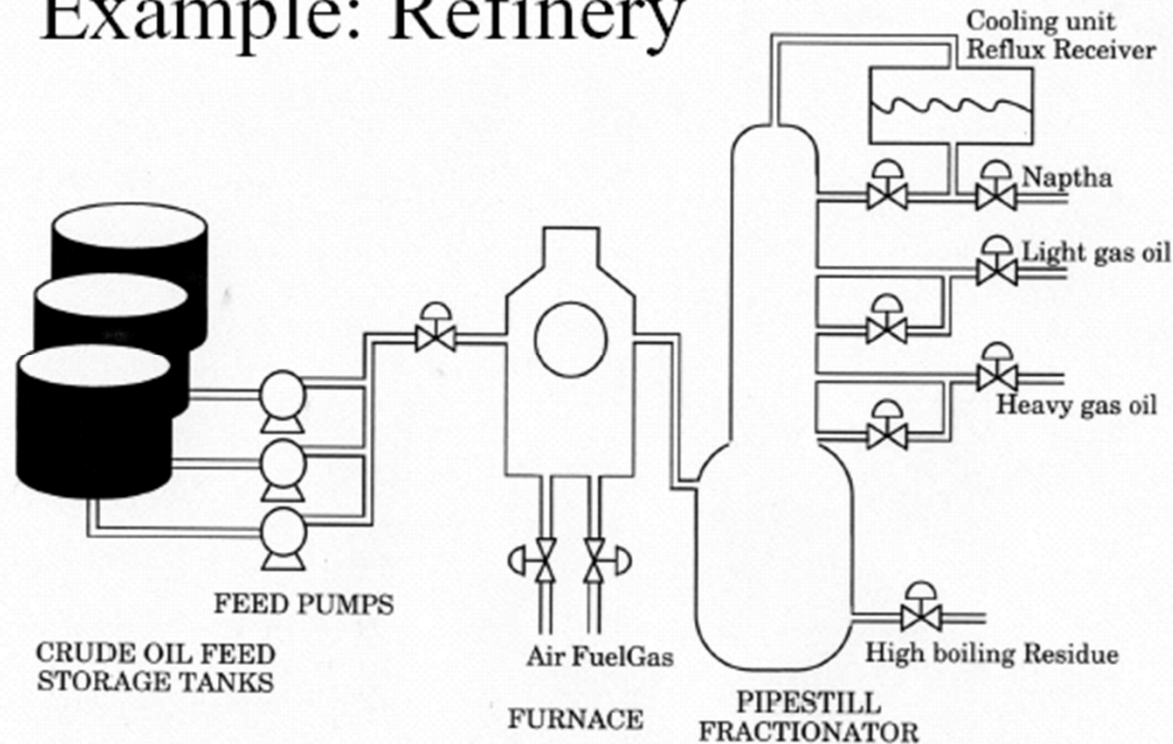 Example: Refinery
Cooling unit
Reflux Receiver
Naptha
Light gas oil
Heavy gas oil
FEED PUMPS
CRUDE OIL FEED
STORAGE TANKS
Air FuelGas
FURNACE
High boiling Residue
PIPESTILL
FRACTIONATOR